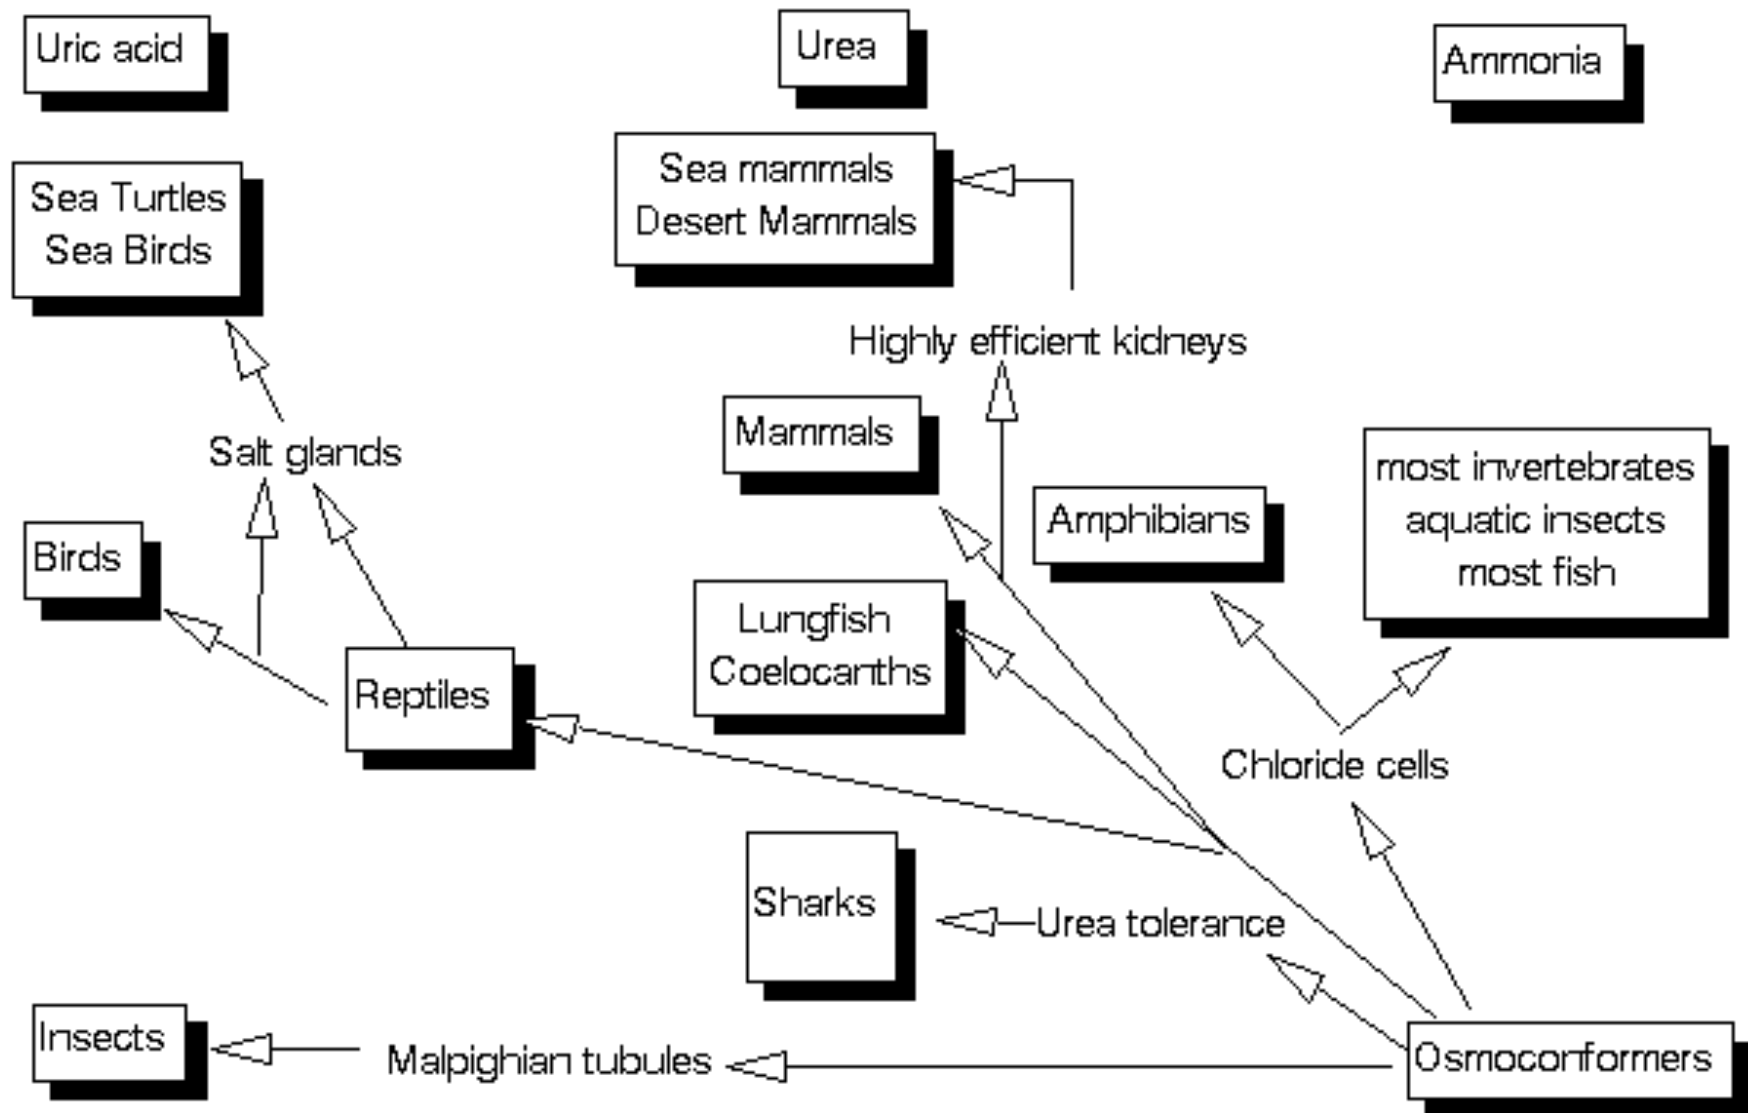 Uric acid
Urea
Ammonia
Sea Turtles
Sea Birds
Sea mammals
Desert Mammals
Highly efficient kidneys
Salt glands
Mammals
most invertebrates
aquatic insects
most fish
Amphibians
Birds
Lungfish
Coelocanths
Reptiles
Chloride cells
Sharks
Urea tolerance
Insects
Malpighian tubules
Osmoconformers